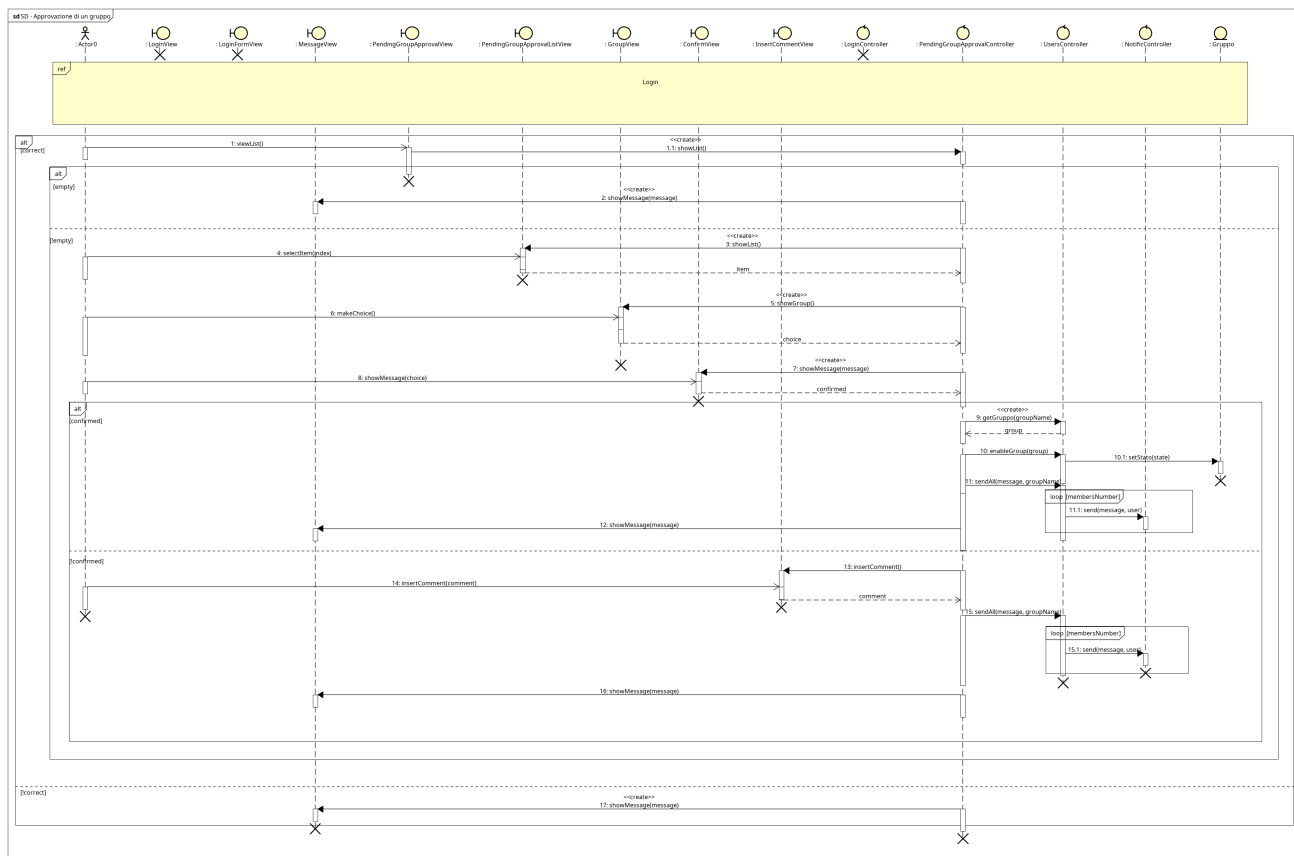 sd SD - Approvazione di un gruppo
: Actor0
: LoginView
: LoginFormView
: MessageView
: PendingGroupApprovalView
: PendingGroupApprovalListView
: GroupView
: ConfirmView
: InsertCommentView
: LoginController
: PendingGroupApprovalController
: UsersController
: NotificController
: Gruppo
ref
Login
alt
[correct]
1: viewList()
<<create>>
1.1: showList()
alt
[empty]
<<create>>
2: showMessage(message)
[!empty]
<<create>>
3: showList()
4: selectItem(index)
item
<<create>>
5: showGroup()
6: makeChoice()
choice
<<create>>
7: showMessage(message)
8: showMessage(choice)
confirmed
alt
[confirmed]
<<create>>
9: getGruppo(groupName)
group
10: enableGroup(group)
10.1: setStato(state)
11: sendAll(message, groupName)
loop [membersNumber]
11.1: send(message, user)
12: showMessage(message)
[!confirmed]
13: insertComment()
14: insertComment(comment)
comment
15: sendAll(message, groupName)
loop [membersNumber]
15.1: send(message, user)
16: showMessage(message)
[!correct]
<<create>>
17: showMessage(message)